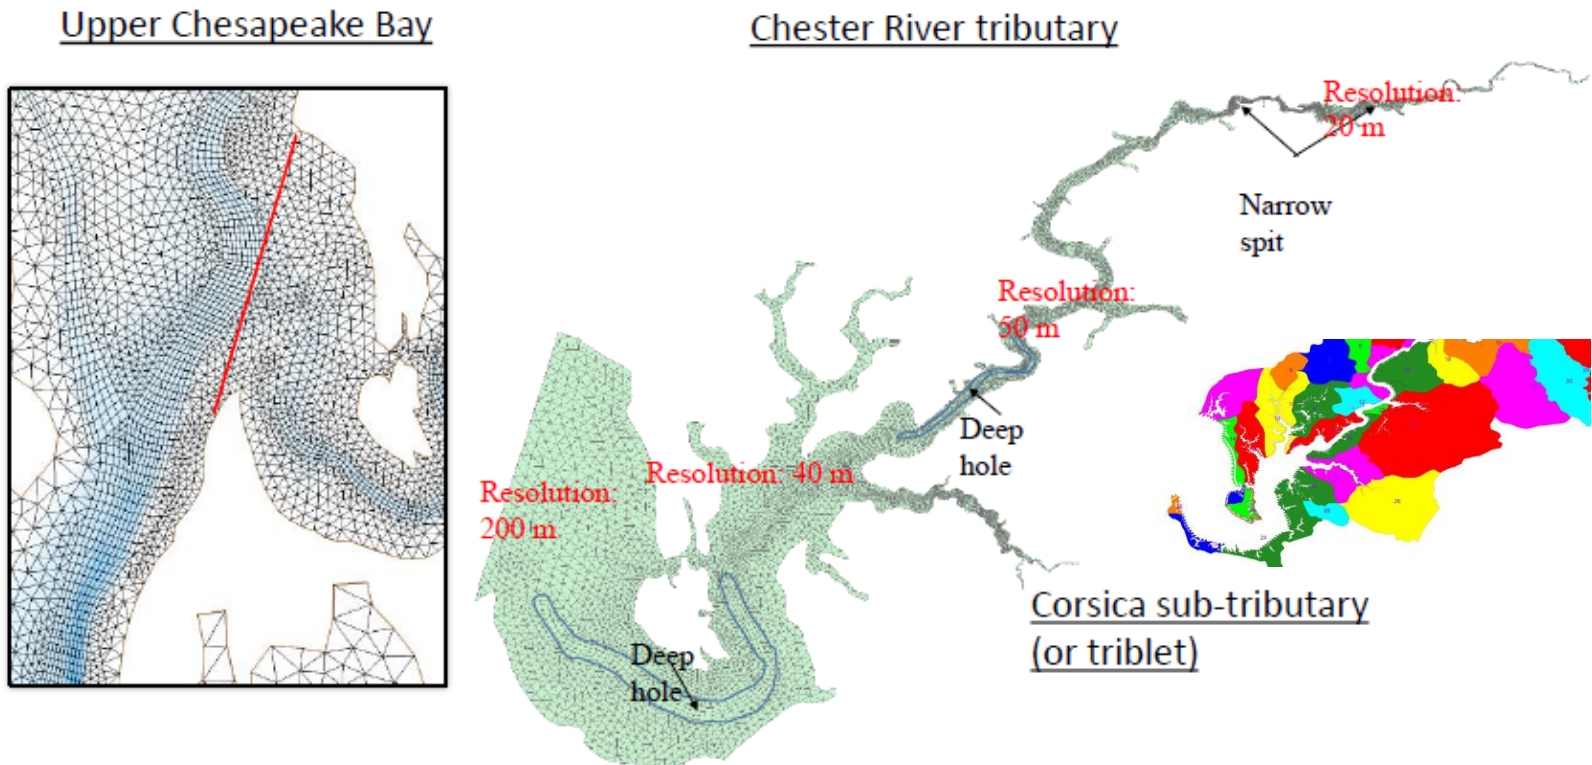 Upper Chesapeake Bay
Chester River tributary
Resolution:
20 m
Narrow
spit
Resolution:
50 m
Deep
hole
Resolution: 40 m
Resolution:
200 m
Deep
hole
Corsica sub-tributary
(or triblet)